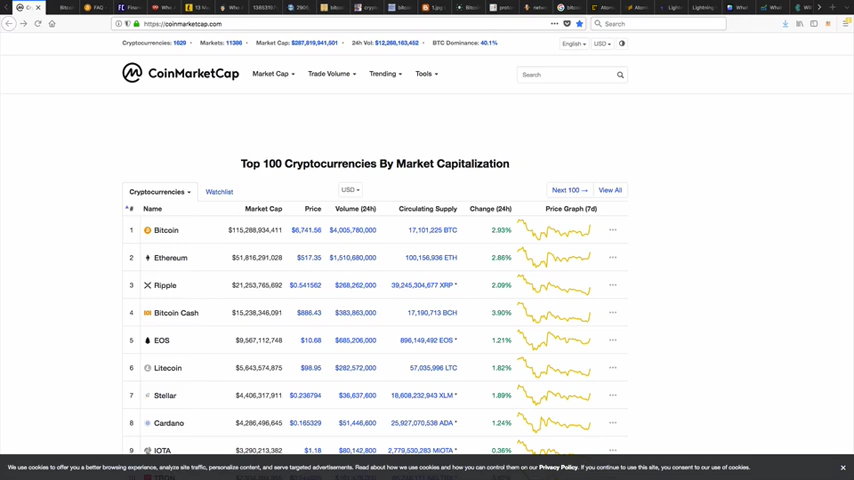 Bitcoin
FAQ
Finan
Who
13 M
Who
https://coinmarketcap.com
Search
Cryptocurrencies: 1629 Markets: 11386 Market Cap: $287,619,941,501 24h Vol: $12,268,163,452 BTC Dominance: 40.1%
English USD
CoinMarketCap Market Cap Trade Volume Trending Tools
Search
Top 100 Cryptocurrencies By Market Capitalization
Cryptocurrencies Watchlist USD Next 100 → View All
# Name Market Cap Price Volume (24h) Circulating Supply Change (24h) Price Graph (7d)
1 Bitcoin $115,288,934,411 $6,741.56 $4,005,780,000 17,101,225 BTC 2.93%
2 Ethereum $51,816,291,028 $517.35 $1,510,680,000 100,156,936 ETH 2.86%
3 Ripple $21,253,765,692 $0.541562 $268,262,000 39,245,304,677 XRP * 2.09%
4 Bitcoin Cash $15,238,346,091 $886.43 $383,863,000 17,190,713 BCH 3.90%
5 EOS $9,567,112,748 $10.68 $685,206,000 896,149,492 EOS * 1.21%
6 Litecoin $5,643,574,875 $98.95 $282,572,000 57,035,996 LTC 1.82%
7 Stellar $4,406,317,911 $0.236794 $36,637,600 18,608,232,943 XLM * 1.89%
8 Cardano $4,286,496,645 $0.165329 $51,446,600 25,927,070,538 ADA * 1.24%
9 IOTA $3,290,213,382 $1.18 $80,142,800 2,779,530,283 MIOTA * 0.36%
We use cookies to offer you a better browsing experience, analyze site traffic, personalize content, and serve targeted advertisements. Read about how we use cookies and how you can control them on our Privacy Policy. If you continue to use this site, you consent to our use of cookies.